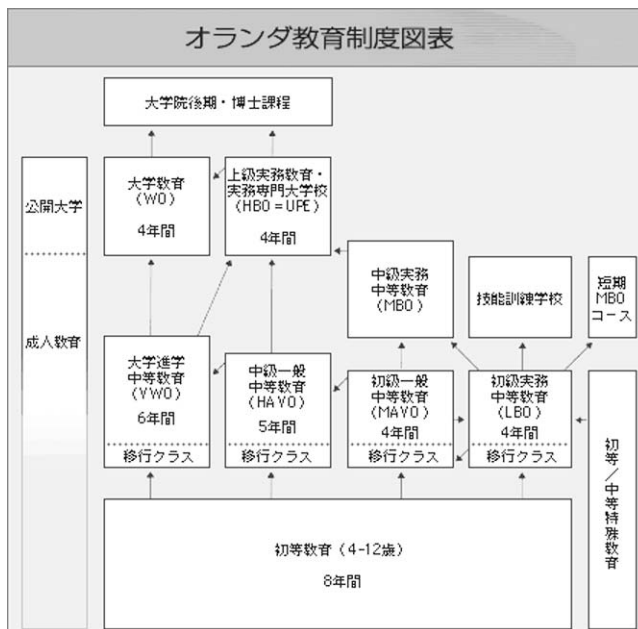 オランダ教育制度図表
大学院後期・博士課程
公開大学
成人教育
大学教育
(WO)
4年間
上級実務教育・
実務専門大学校
(HBO=UPE)
4年間
中級実務
中等教育
(MBO)
技能訓練学校
短期
MBO
コース
大学進学
中等教育
(VWO)
6年間
移行クラス
中級一般
中等教育
(HAVO)
5年間
移行クラス
初級一般
中等教育
(MAVO)
4年間
移行クラス
初級実務
中等教育
(LBO)
4年間
移行クラス
初等/中等特殊教育
初等教育(4-12歳)
8年間